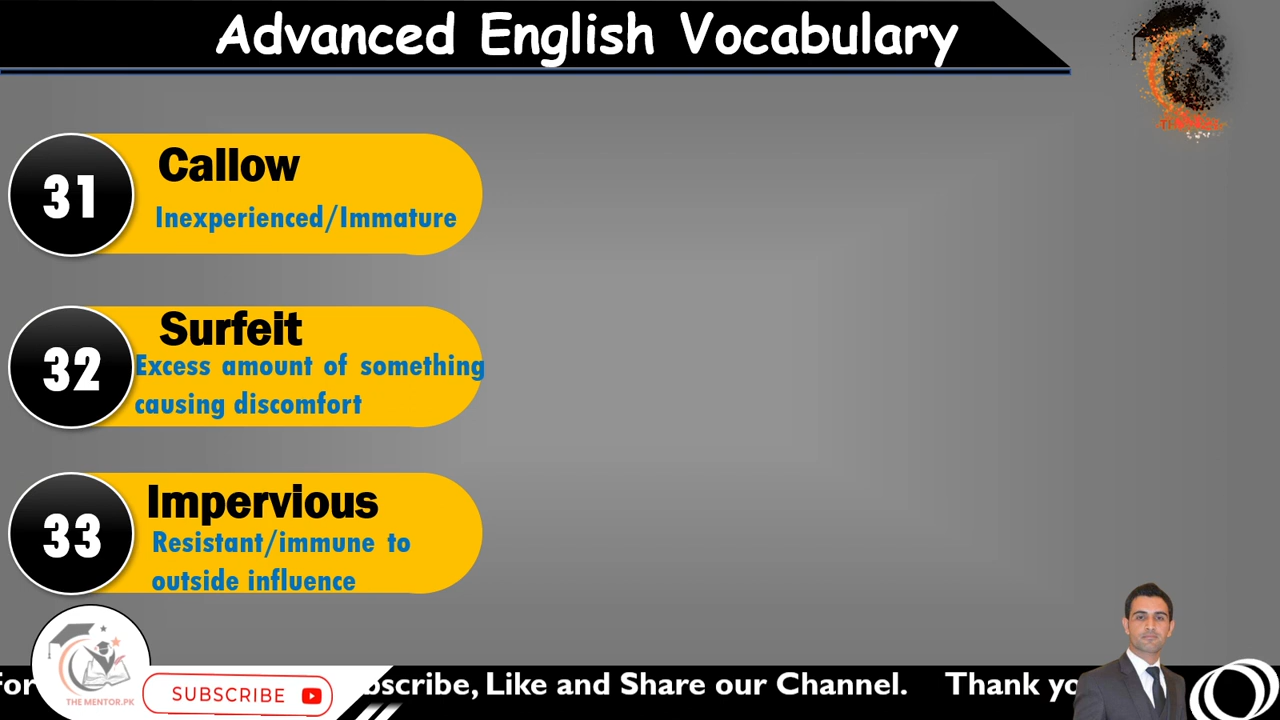 Advanced English Vocabulary
31
Callow
Inexperienced/Immature
32
Surfeit
Excess amount of something
causing discomfort
33
Impervious
Resistant/immune to
outside influence
THE MENTOR.PK
SUBSCRIBE
For
bscribe, Like and Share our Channel. Thank yo